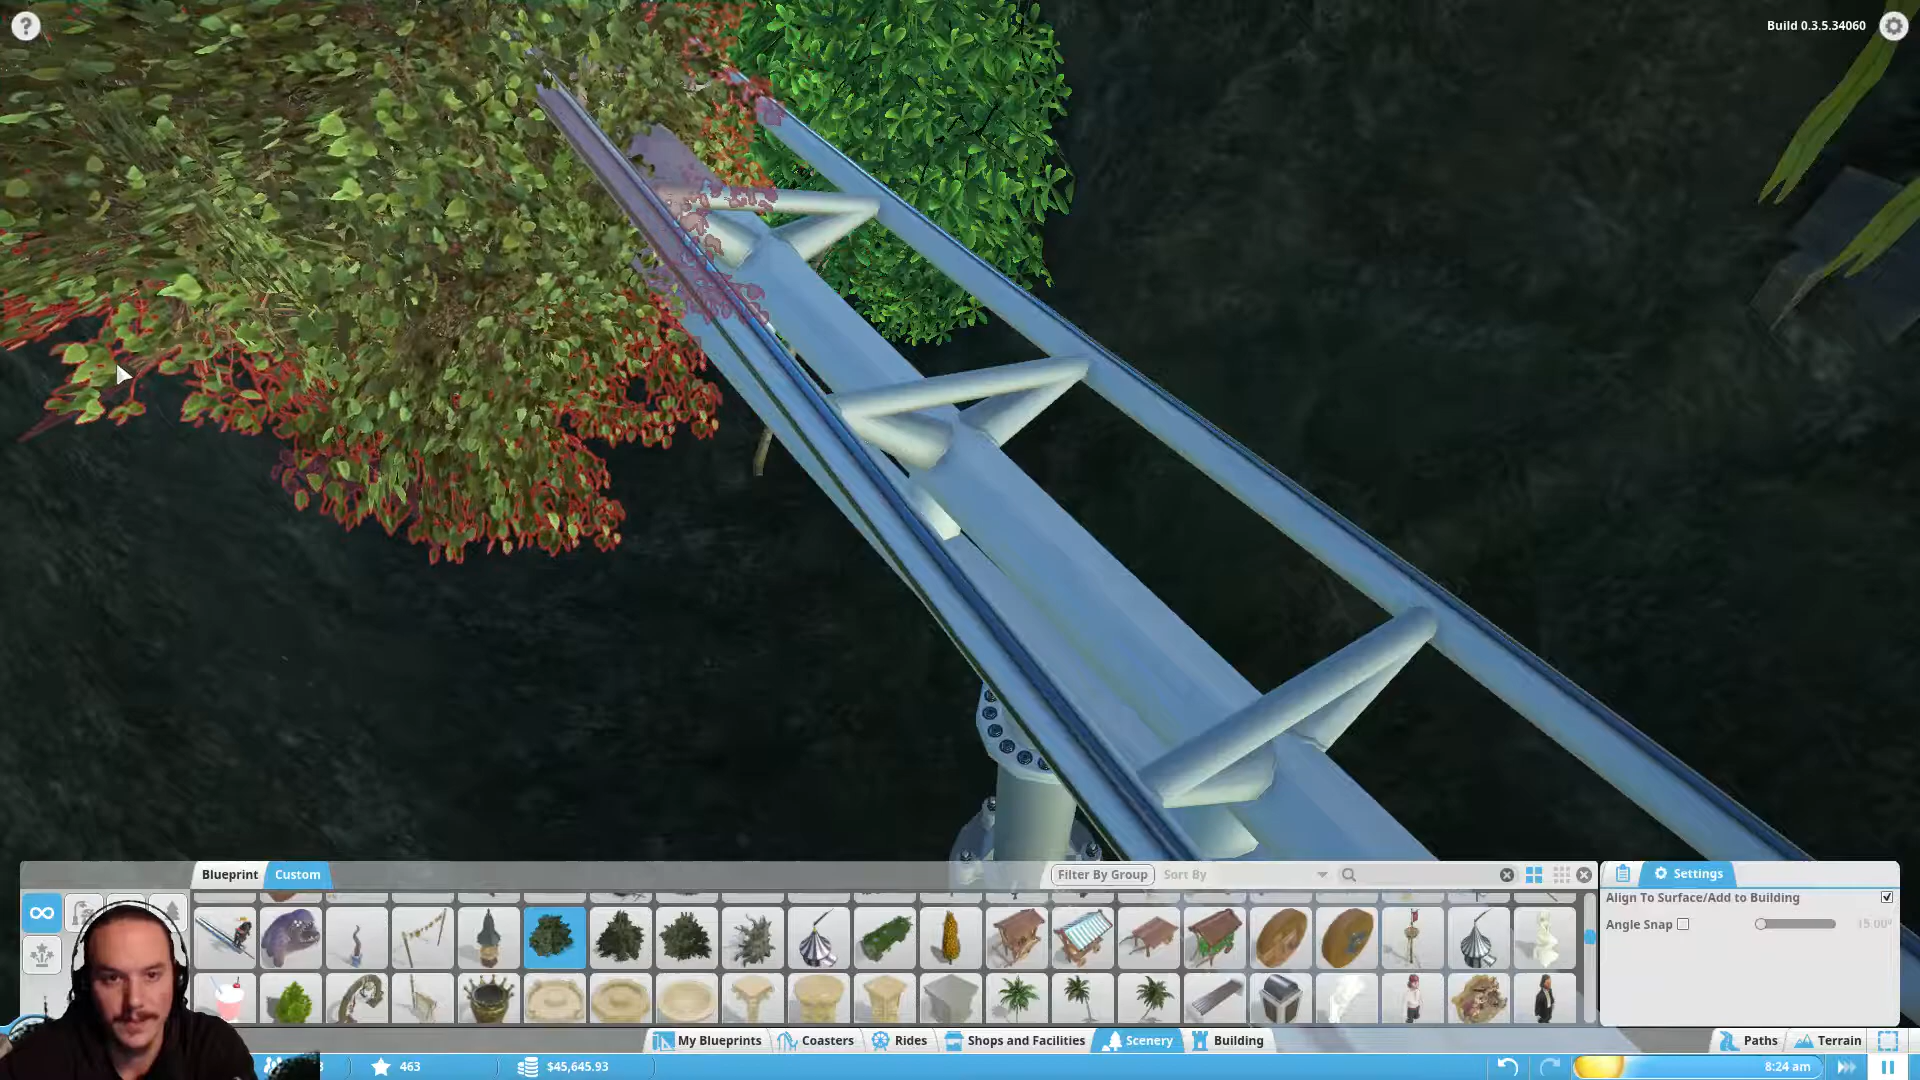 ?
Build 0.3.5.34060
Blueprint
Custom
Filter By Group
Sort By
Settings
Align To Surface/Add to Building
Angle Snap
15.00°
My Blueprints
Coasters
Rides
Shops and Facilities
Scenery
Building
Paths
Terrain
463
$45,645.93
8:24 am